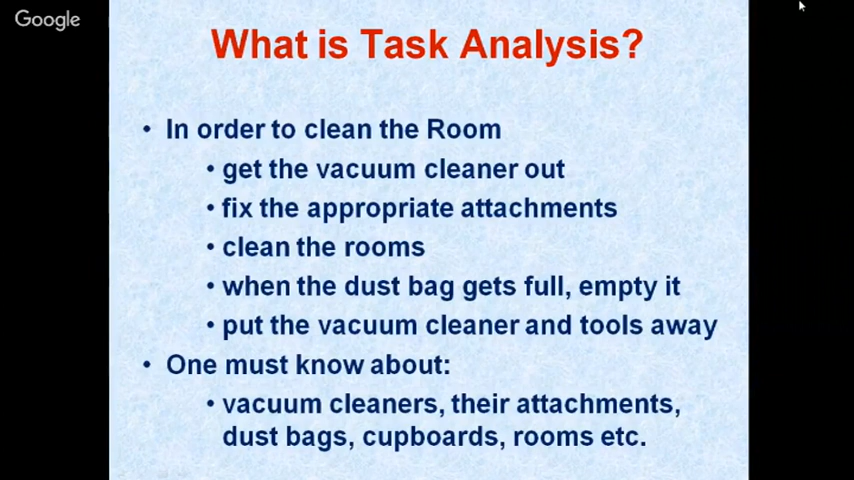 Google
What is Task Analysis?
• In order to clean the Room
• get the vacuum cleaner out
• fix the appropriate attachments
• clean the rooms
• when the dust bag gets full, empty it
• put the vacuum cleaner and tools away
• One must know about:
• vacuum cleaners, their attachments,
dust bags, cupboards, rooms etc.